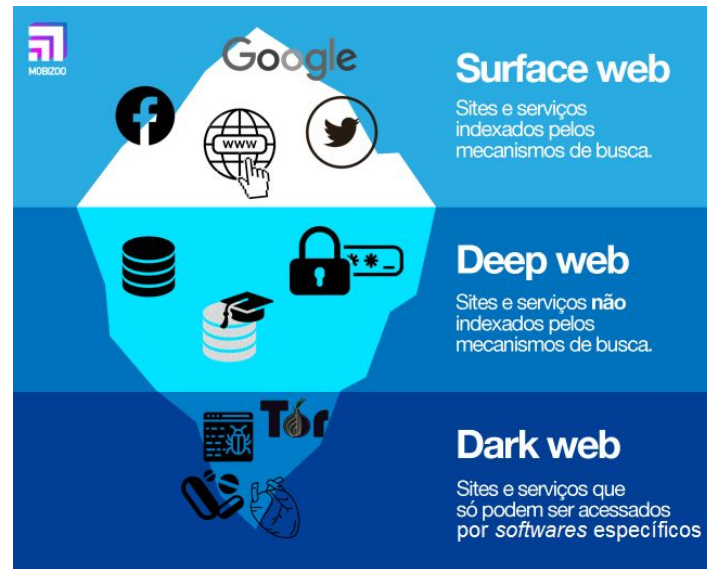 MOBIZOO
Google
WWW
Surface web
Sites e serviços
indexados pelos
mecanismos de busca.
Deep web
Sites e serviços não
indexados pelos
mecanismos de busca.
Tor
Dark web
Sites e serviços que
só podem ser acessados
por softwares específicos